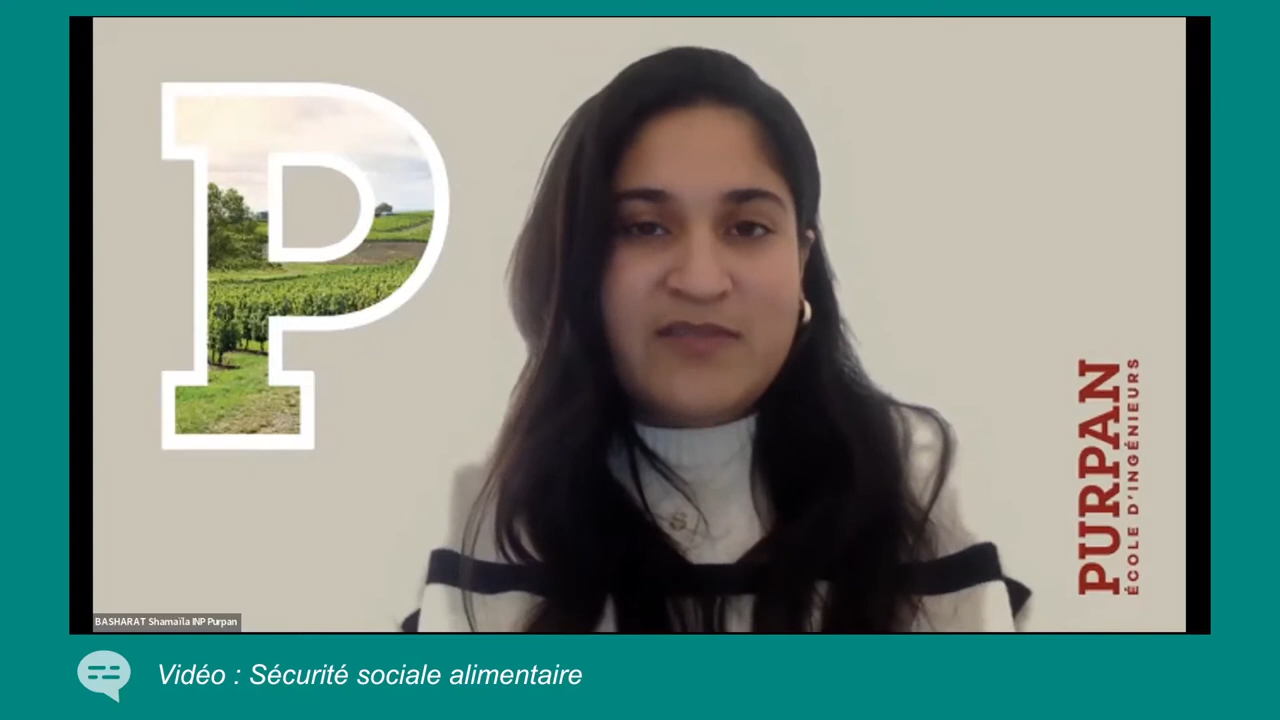 P
PURPAN
ÉCOLE D'INGÉNIEURS
S
BASHARAT Shamaïla INP Purpan
Vidéo : Sécurité sociale alimentaire